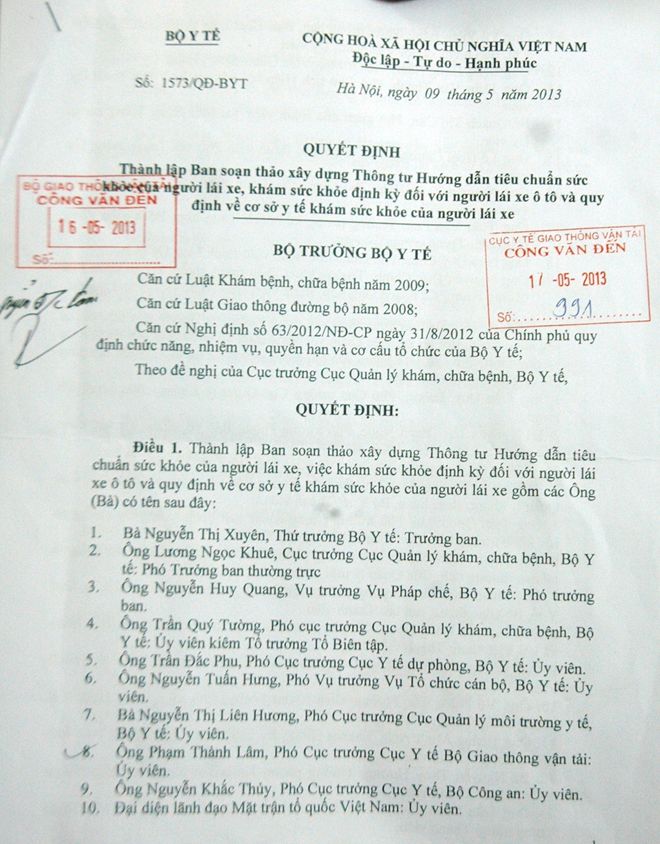 BỘ Y TẾ
CỘNG HOÀ XÃ HỘI CHỦ NGHĨA VIỆT NAM
Độc lập - Tự do - Hạnh phúc
Số: 1573/QĐ-BYT
Hà Nội, ngày 09 tháng 5 năm 2013
QUYẾT ĐỊNH
Thành lập Ban soạn thảo xây dựng Thông tư Hướng dẫn tiêu chuẩn sức
khỏe của người lái xe, khám sức khỏe định kỳ đối với người lái xe ô tô và quy
định về cơ sở y tế khám sức khỏe của người lái xe
BỘ GIAO THÔNG VẬN TẢI
CÔNG VĂN ĐẾN
16-05-2013
Số:
CỤC Y TẾ GIAO THÔNG VẬN TẢI
CÔNG VĂN ĐẾN
17-05-2013
Số: 991
BỘ TRƯỞNG BỘ Y TẾ
Căn cứ Luật Khám bệnh, chữa bệnh năm 2009;
Căn cứ Luật Giao thông đường bộ năm 2008;
Căn cứ Nghị định số 63/2012/NĐ-CP ngày 31/8/2012 của Chính phủ quy
định chức năng, nhiệm vụ, quyền hạn và cơ cấu tổ chức của Bộ Y tế;
Theo đề nghị của Cục trưởng Cục Quản lý khám, chữa bệnh, Bộ Y tế,
QUYẾT ĐỊNH:
Điều 1. Thành lập Ban soạn thảo xây dựng Thông tư Hướng dẫn tiêu
chuẩn sức khỏe của người lái xe, việc khám sức khỏe định kỳ đối với người lái
xe ô tô và quy định về cơ sở y tế khám sức khỏe của người lái xe gồm các Ông
(Bà) có tên sau đây:
1. Bà Nguyễn Thị Xuyên, Thứ trưởng Bộ Y tế: Trưởng ban.
2. Ông Lương Ngọc Khuê, Cục trưởng Cục Quản lý khám, chữa bệnh, Bộ Y
tế: Phó Trưởng ban thường trực
3. Ông Nguyễn Huy Quang, Vụ trưởng Vụ Pháp chế, Bộ Y tế: Phó trưởng
ban.
4. Ông Trần Quý Tường, Phó cục trưởng Cục Quản lý khám, chữa bệnh, Bộ
Y tế: Ủy viên kiêm Tổ trưởng Tổ Biên tập.
5. Ông Trần Đắc Phu, Phó Cục trưởng Cục Y tế dự phòng, Bộ Y tế: Ủy viên.
6. Ông Nguyễn Tuấn Hưng, Phó Vụ trưởng Vụ Tổ chức cán bộ, Bộ Y tế: Ủy
viên.
7. Bà Nguyễn Thị Liên Hương, Phó Cục trưởng Cục Quản lý môi trường y tế,
Bộ Y tế: Ủy viên.
8. Ông Phạm Thành Lâm, Phó Cục trưởng Cục Y tế Bộ Giao thông vận tải:
Ủy viên.
9. Ông Nguyễn Khắc Thủy, Phó Cục trưởng Cục Y tế, Bộ Công an: Ủy viên.
10. Đại diện lãnh đạo Mặt trận tổ quốc Việt Nam: Ủy viên.